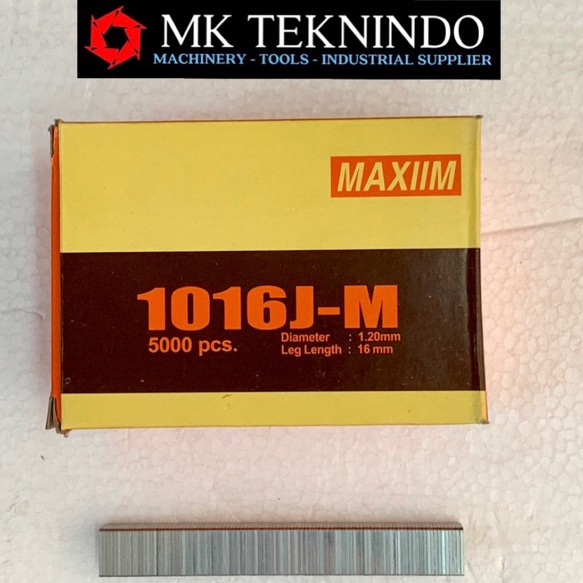 MK TEKNINDO
MACHINERY - TOOLS - INDUSTRIAL SUPPLIER
MAXIIM
1016J-M
5000 pcs.
Diameter : 1.20mm
Leg Length : 16 mm